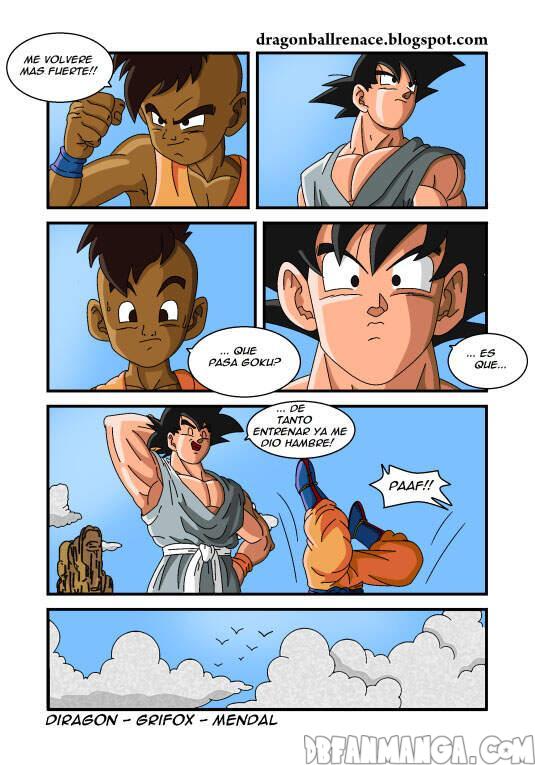 dragonballrenace.blogspot.com
ME VOLVERE
MAS FUERTE!!
... QUE
PASA GOKU?
... ES
QUE...
... DE
TANTO
ENTRENAR YA ME
DIO HAMBRE!
PAAF!!
DIRAGON - GRIFOX - MENDAL
DBFANMANGA.COM